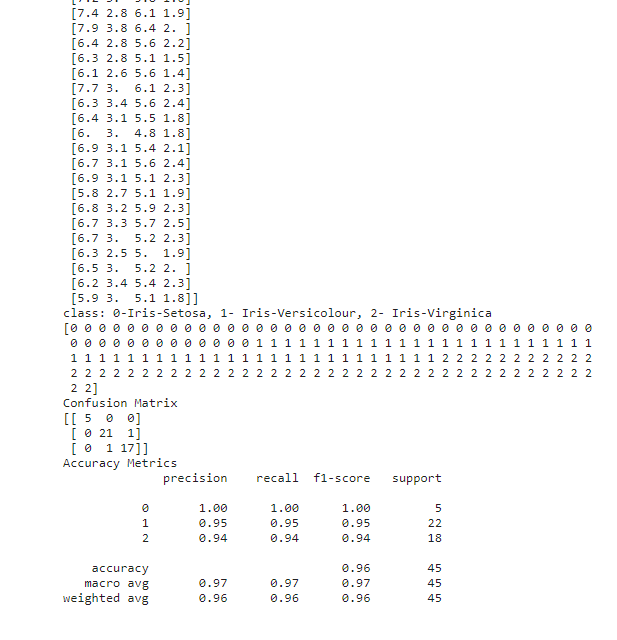 [7.4 2.8 6.1 1.9]
[7.9 3.8 6.4 2. ]
[6.4 2.8 5.6 2.2]
[6.3 2.8 5.1 1.5]
[6.1 2.6 5.6 1.4]
[7.7 3.  6.1 2.3]
[6.3 3.4 5.6 2.4]
[6.4 3.1 5.5 1.8]
[6.  3.  4.8 1.8]
[6.9 3.1 5.4 2.1]
[6.7 3.1 5.6 2.4]
[6.9 3.1 5.1 2.3]
[5.8 2.7 5.1 1.9]
[6.8 3.2 5.9 2.3]
[6.7 3.3 5.7 2.5]
[6.7 3.  5.2 2.3]
[6.3 2.5 5.  1.9]
[6.5 3.  5.2 2. ]
[6.2 3.4 5.4 2.3]
[5.9 3.  5.1 1.8]]
class: 0-Iris-Setosa, 1- Iris-Versicolour, 2- Iris-Virginica
[0 0 0 0 0 0 0 0 0 0 0 0 0 0 0 0 0 0 0 0 0 0 0 0 0 0 0 0 0 0 0 0 0 0 0 0 0
0 0 0 0 0 0 0 0 0 0 0 0 0 1 1 1 1 1 1 1 1 1 1 1 1 1 1 1 1 1 1 1 1 1 1 1 1
1 1 1 1 1 1 1 1 1 1 1 1 1 1 1 1 1 1 1 1 1 1 1 1 1 1 2 2 2 2 2 2 2 2 2 2 2
2 2 2 2 2 2 2 2 2 2 2 2 2 2 2 2 2 2 2 2 2 2 2 2 2 2 2 2 2 2 2 2 2 2 2 2 2
2 2]
Confusion Matrix
[[ 5  0  0]
[ 0 21  1]
[ 0  1 17]]
Accuracy Metrics
precision recall f1-score support
0 1.00 1.00 1.00 5
1 0.95 0.95 0.95 22
2 0.94 0.94 0.94 18
accuracy 0.96 45
macro avg 0.97 0.97 0.97 45
weighted avg 0.96 0.96 0.96 45